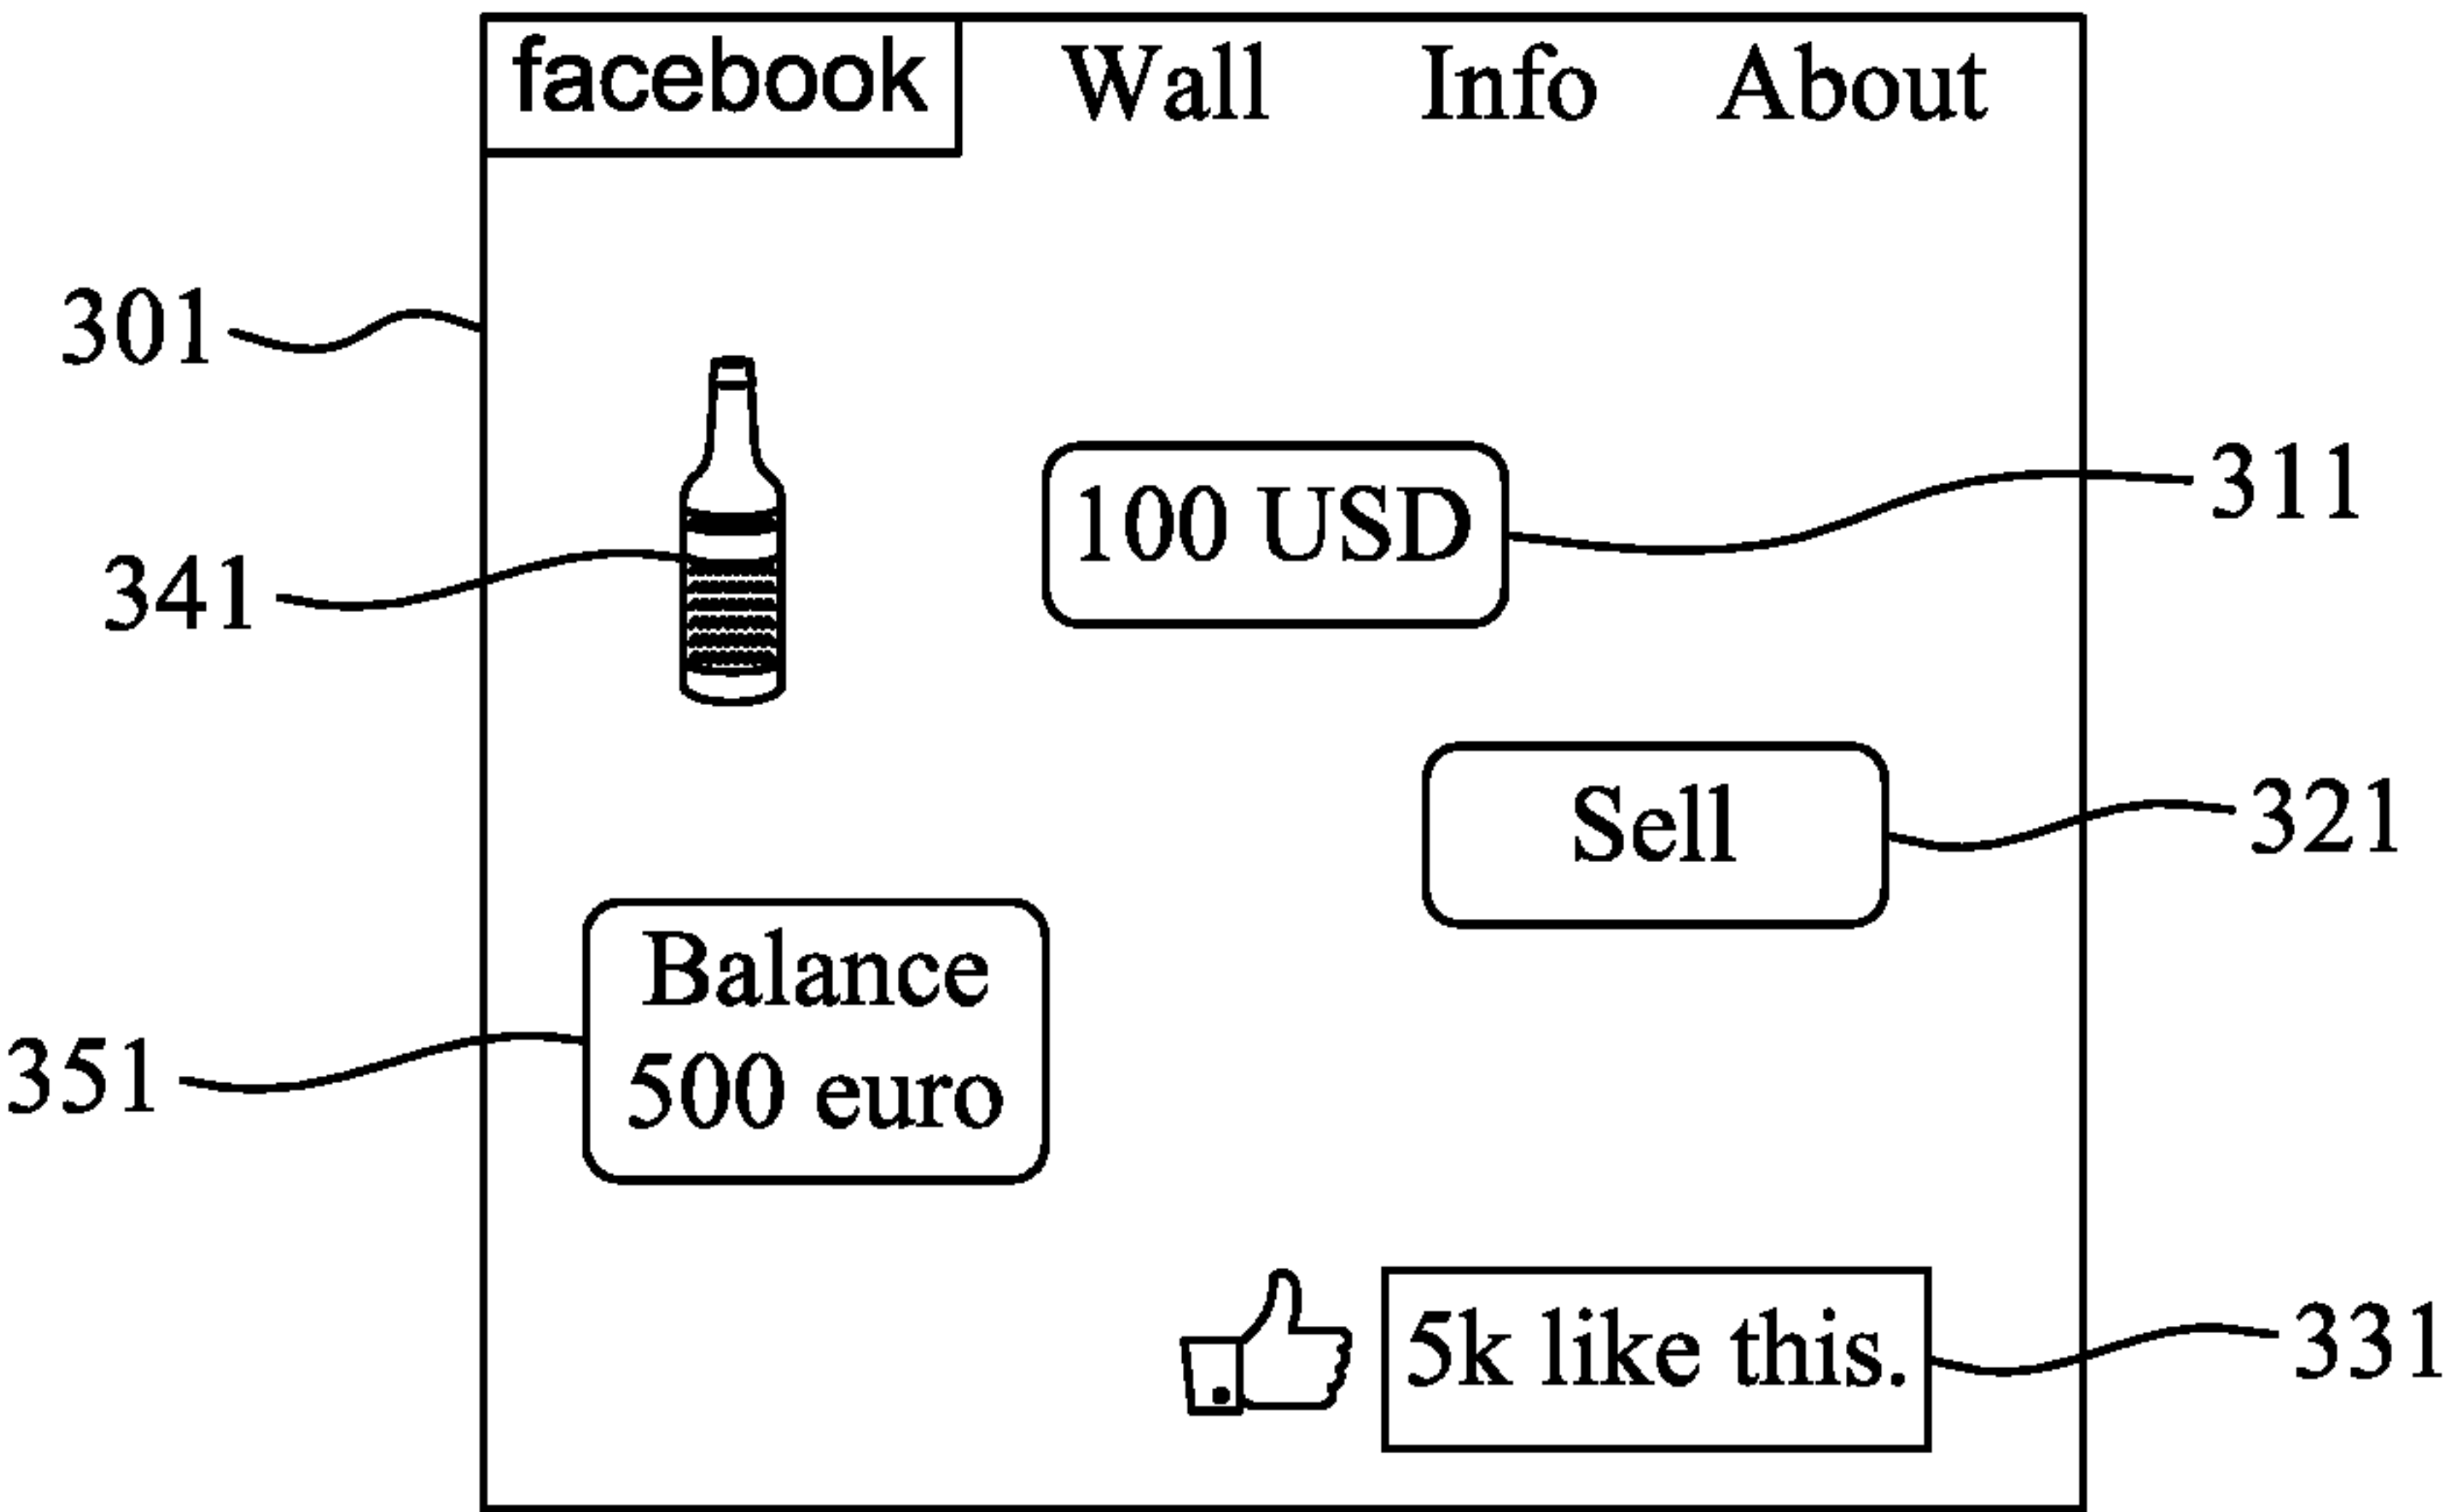 facebook Wall Info About
301
311
100 USD
341
321
Sell
Balance
500 euro
351
331
5k like this.